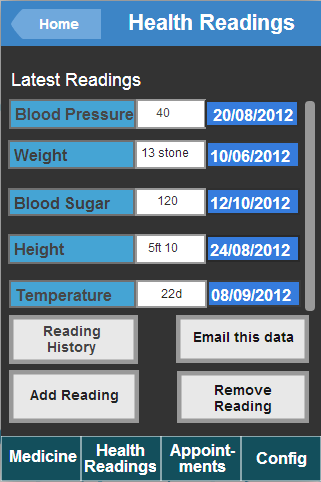 Home
Health Readings
Latest Readings
Blood Pressure 40 20/08/2012
Weight 13 stone 10/06/2012
Blood Sugar 120 12/10/2012
Height 5ft 10 24/08/2012
Temperature 22d 08/09/2012
Reading
History
Email this data
Add Reading
Remove
Reading
Medicine
Health
Readings
Appoint-
ments
Config